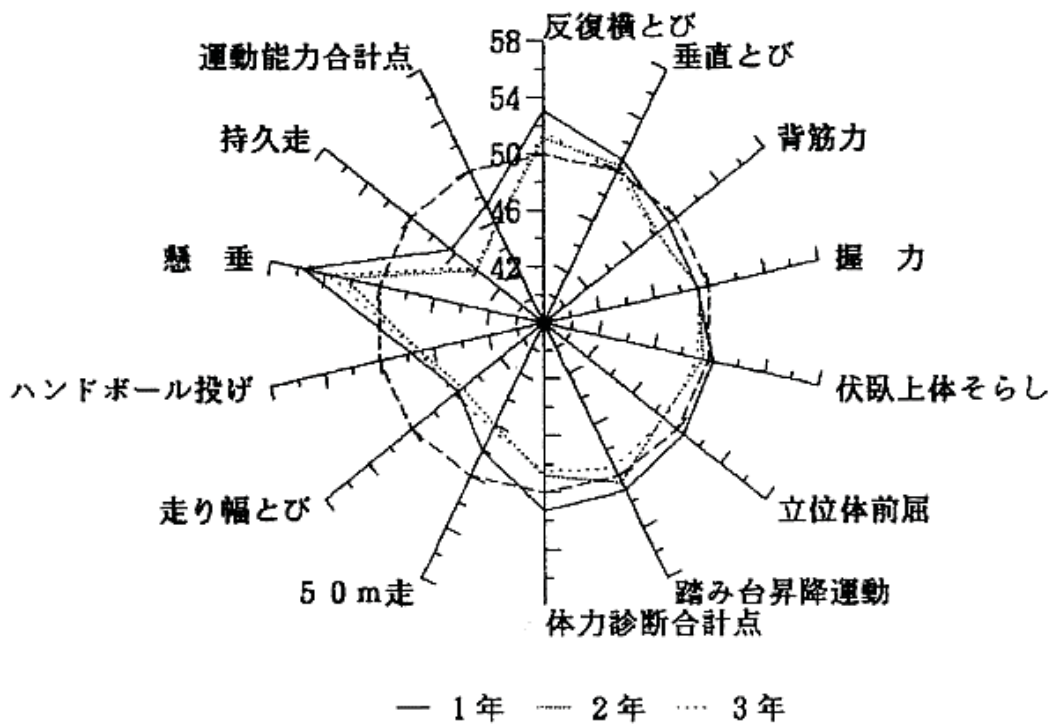 反復横とび
58
垂直とび
運動能力合計点
54
背筋力
持久走
50
46
握　力
懸　垂
42
ハンドボール投げ
伏臥上体そらし
走り幅とび
立位体前屈
５０ｍ走
踏み台昇降運動
体力診断合計点
1年 2年 3年